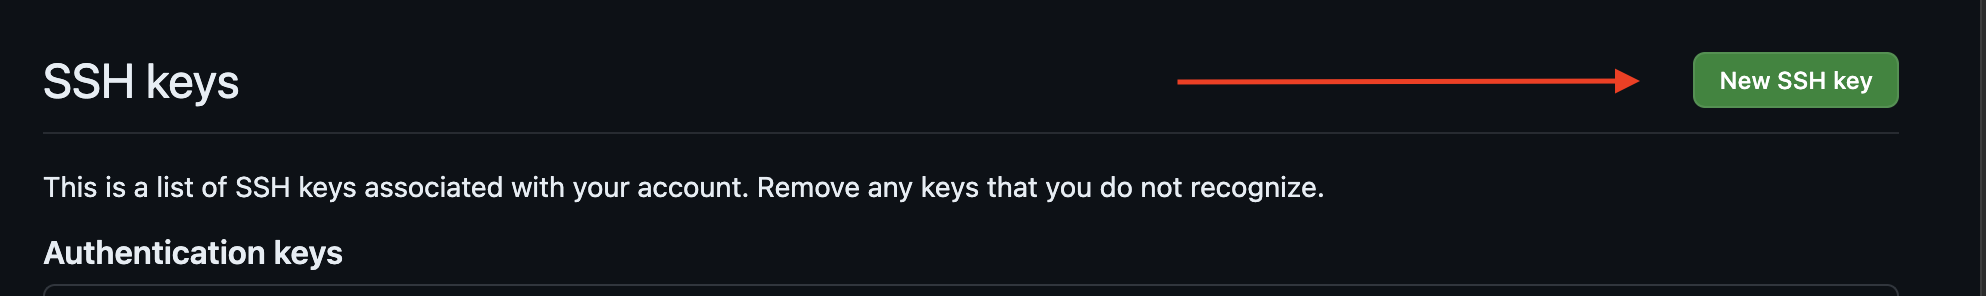 SSH keys
New SSH key
This is a list of SSH keys associated with your account. Remove any keys that you do not recognize.
Authentication keys